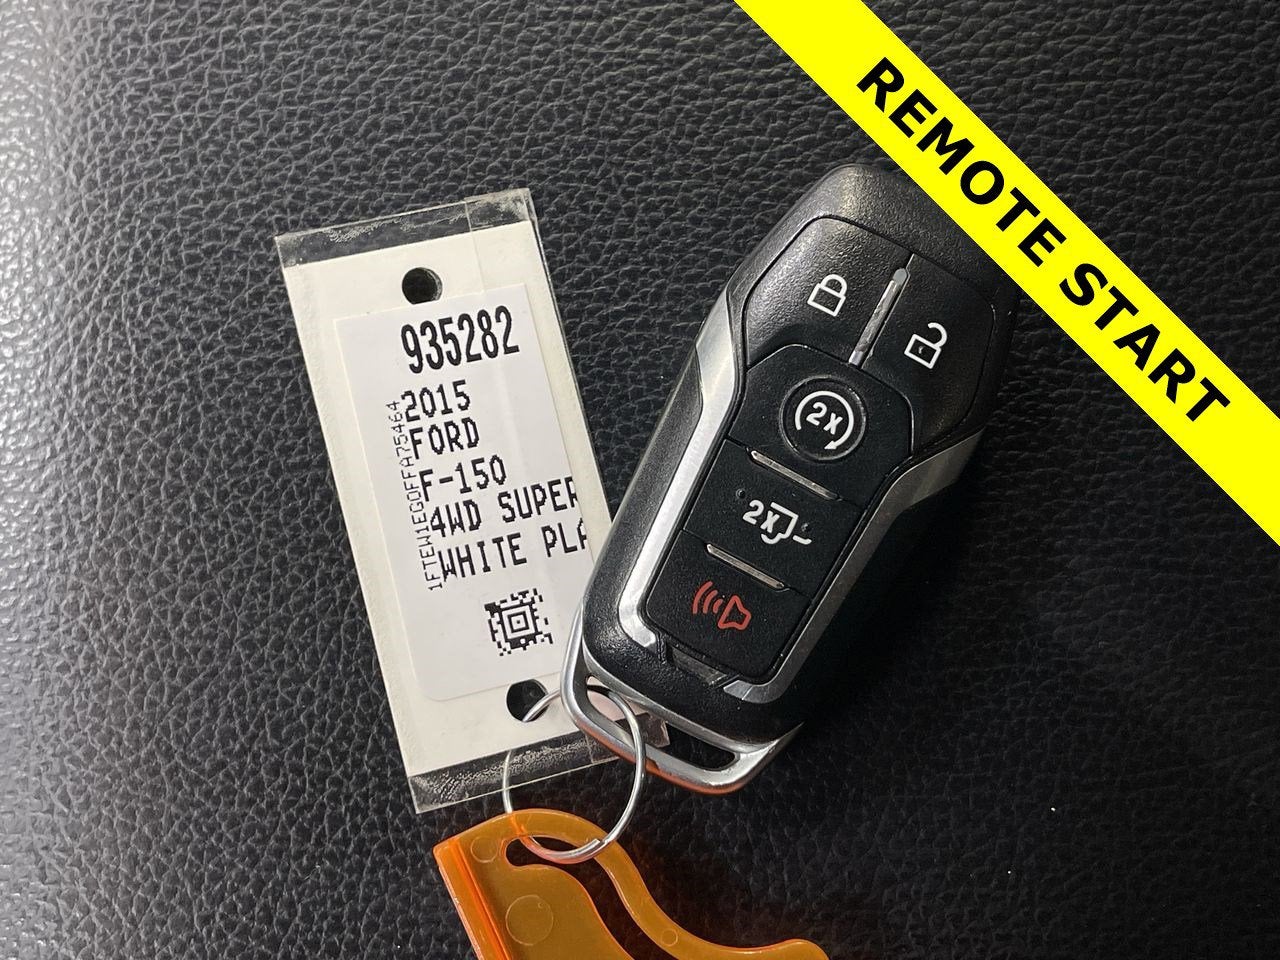 REMOTE START
935282
2015
FORD
F-150
4WD SUPER
WHITE PLA
1FTEW1EG0FFA75464
2x
2x